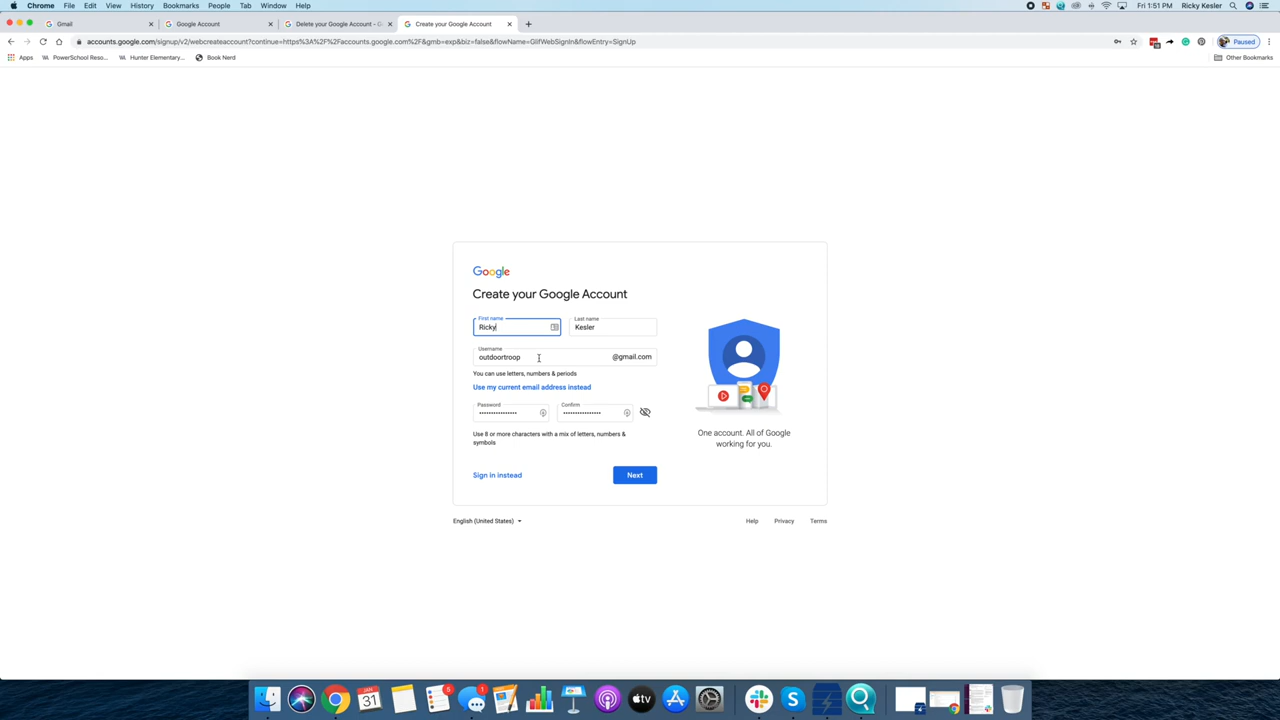 Chrome File Edit View History Bookmarks People Tab Window Help Fri 1:51 PM Ricky Kesler
Gmail Google Account Delete your Google Account - G Create your Google Account
accounts.google.com/signup/v2/webcreateaccount?continue=https%3A%2F%2Faccounts.google.com%2F&gmb=exp&biz=false&flowName=GlifWebSignIn&flowEntry=SignUp Paused
Apps PowerSchool Reso... Hunter Elementary... Book Nerd Other Bookmarks
Google
Create your Google Account
First name Last name
Ricky Kesler
Username
outdoortroop @gmail.com
You can use letters, numbers & periods
Use my current email address instead
Password Confirm
Use 8 or more characters with a mix of letters, numbers &
symbols
One account. All of Google
working for you.
Sign in instead Next
English (United States) Help Privacy Terms
JAN
31
5
1
tv